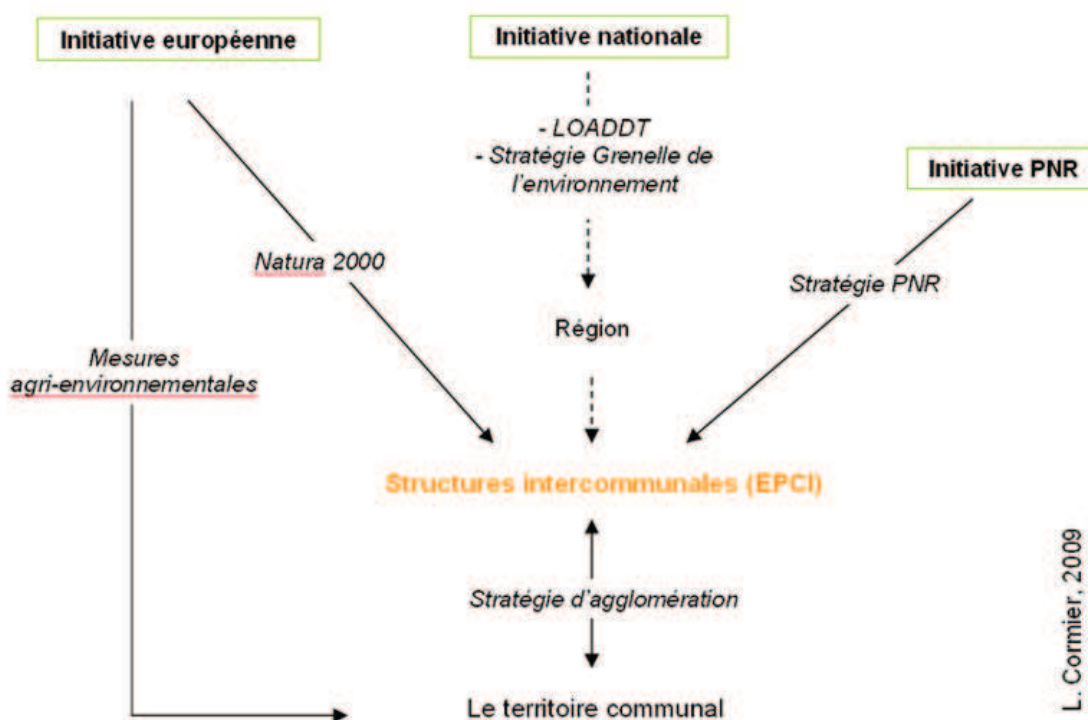 Initiative européenne
Initiative nationale
- LOADDT
- Stratégie Grenelle de
l'environnement
Initiative PNR
Natura 2000
Stratégie PNR
Région
Mesures
agri-environnementales
Structures intercommunales (EPCI)
Stratégie d'agglomération
Le territoire communal
L. Cormier, 2009